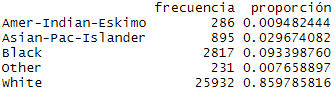 frecuencia proporción
Amer-Indian-Eskimo 286 0.009482444
Asian-Pac-Islander 895 0.029674082
Black 2817 0.093398760
Other 231 0.007658897
White 25932 0.859785816